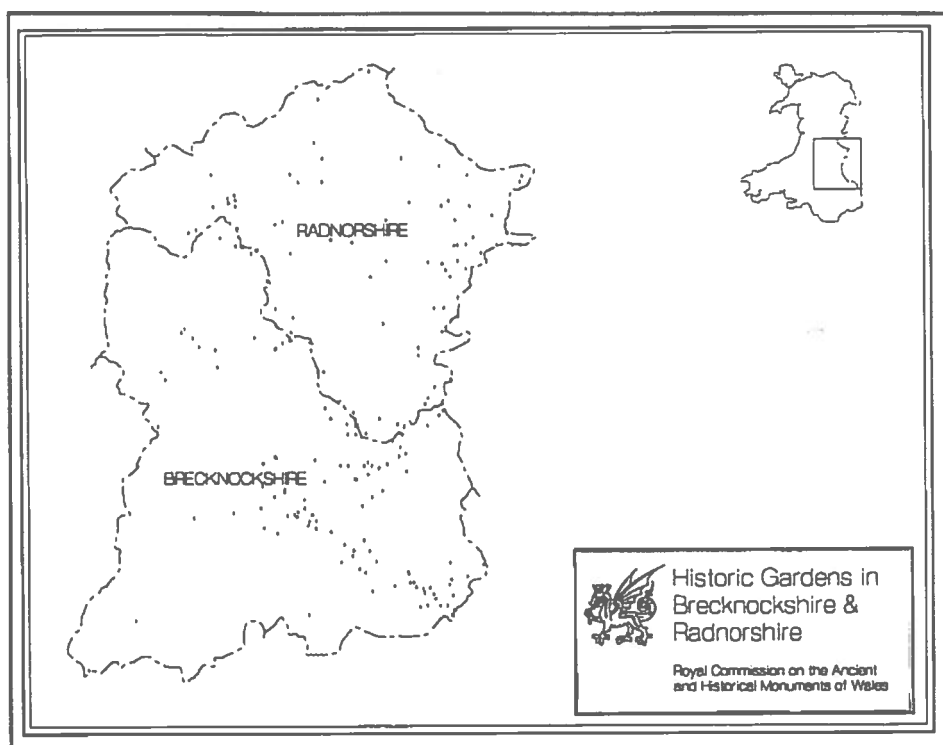 RADNORSHIRE
BRECKNOCKSHIRE
Historic Gardens in
Brecknockshire &
Radnorshire
Royal Commission on the Ancient
and Historical Monuments of Wales